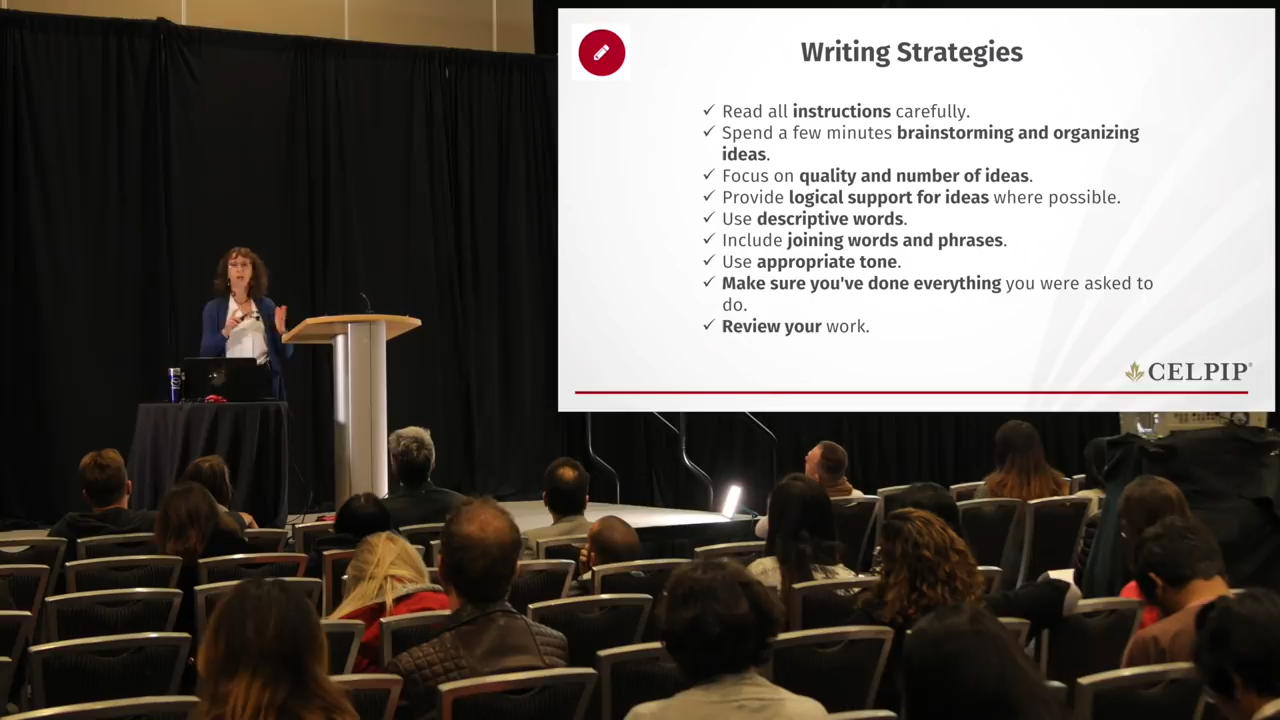 Writing Strategies
✓ Read all instructions carefully.
✓ Spend a few minutes brainstorming and organizing
ideas.
✓ Focus on quality and number of ideas.
✓ Provide logical support for ideas where possible.
✓ Use descriptive words.
✓ Include joining words and phrases.
✓ Use appropriate tone.
✓ Make sure you've done everything you were asked to
do.
✓ Review your work.
CELPIP®